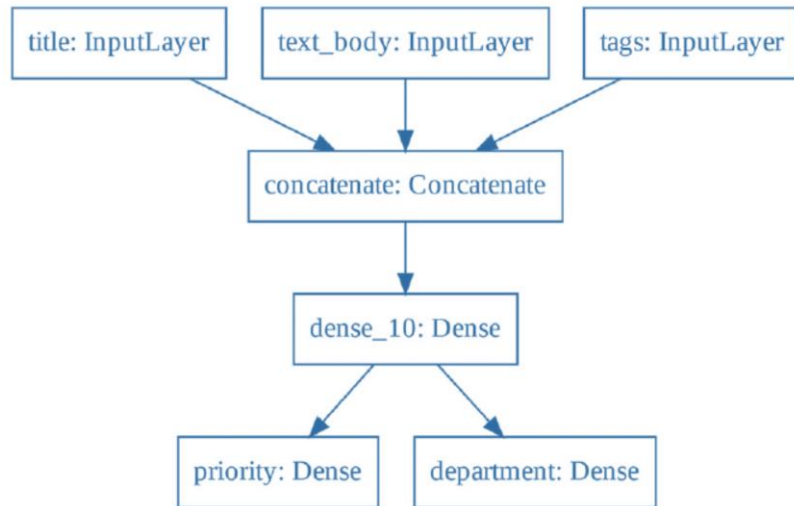 title: InputLayer
text_body: InputLayer
tags: InputLayer
concatenate: Concatenate
dense_10: Dense
priority: Dense
department: Dense